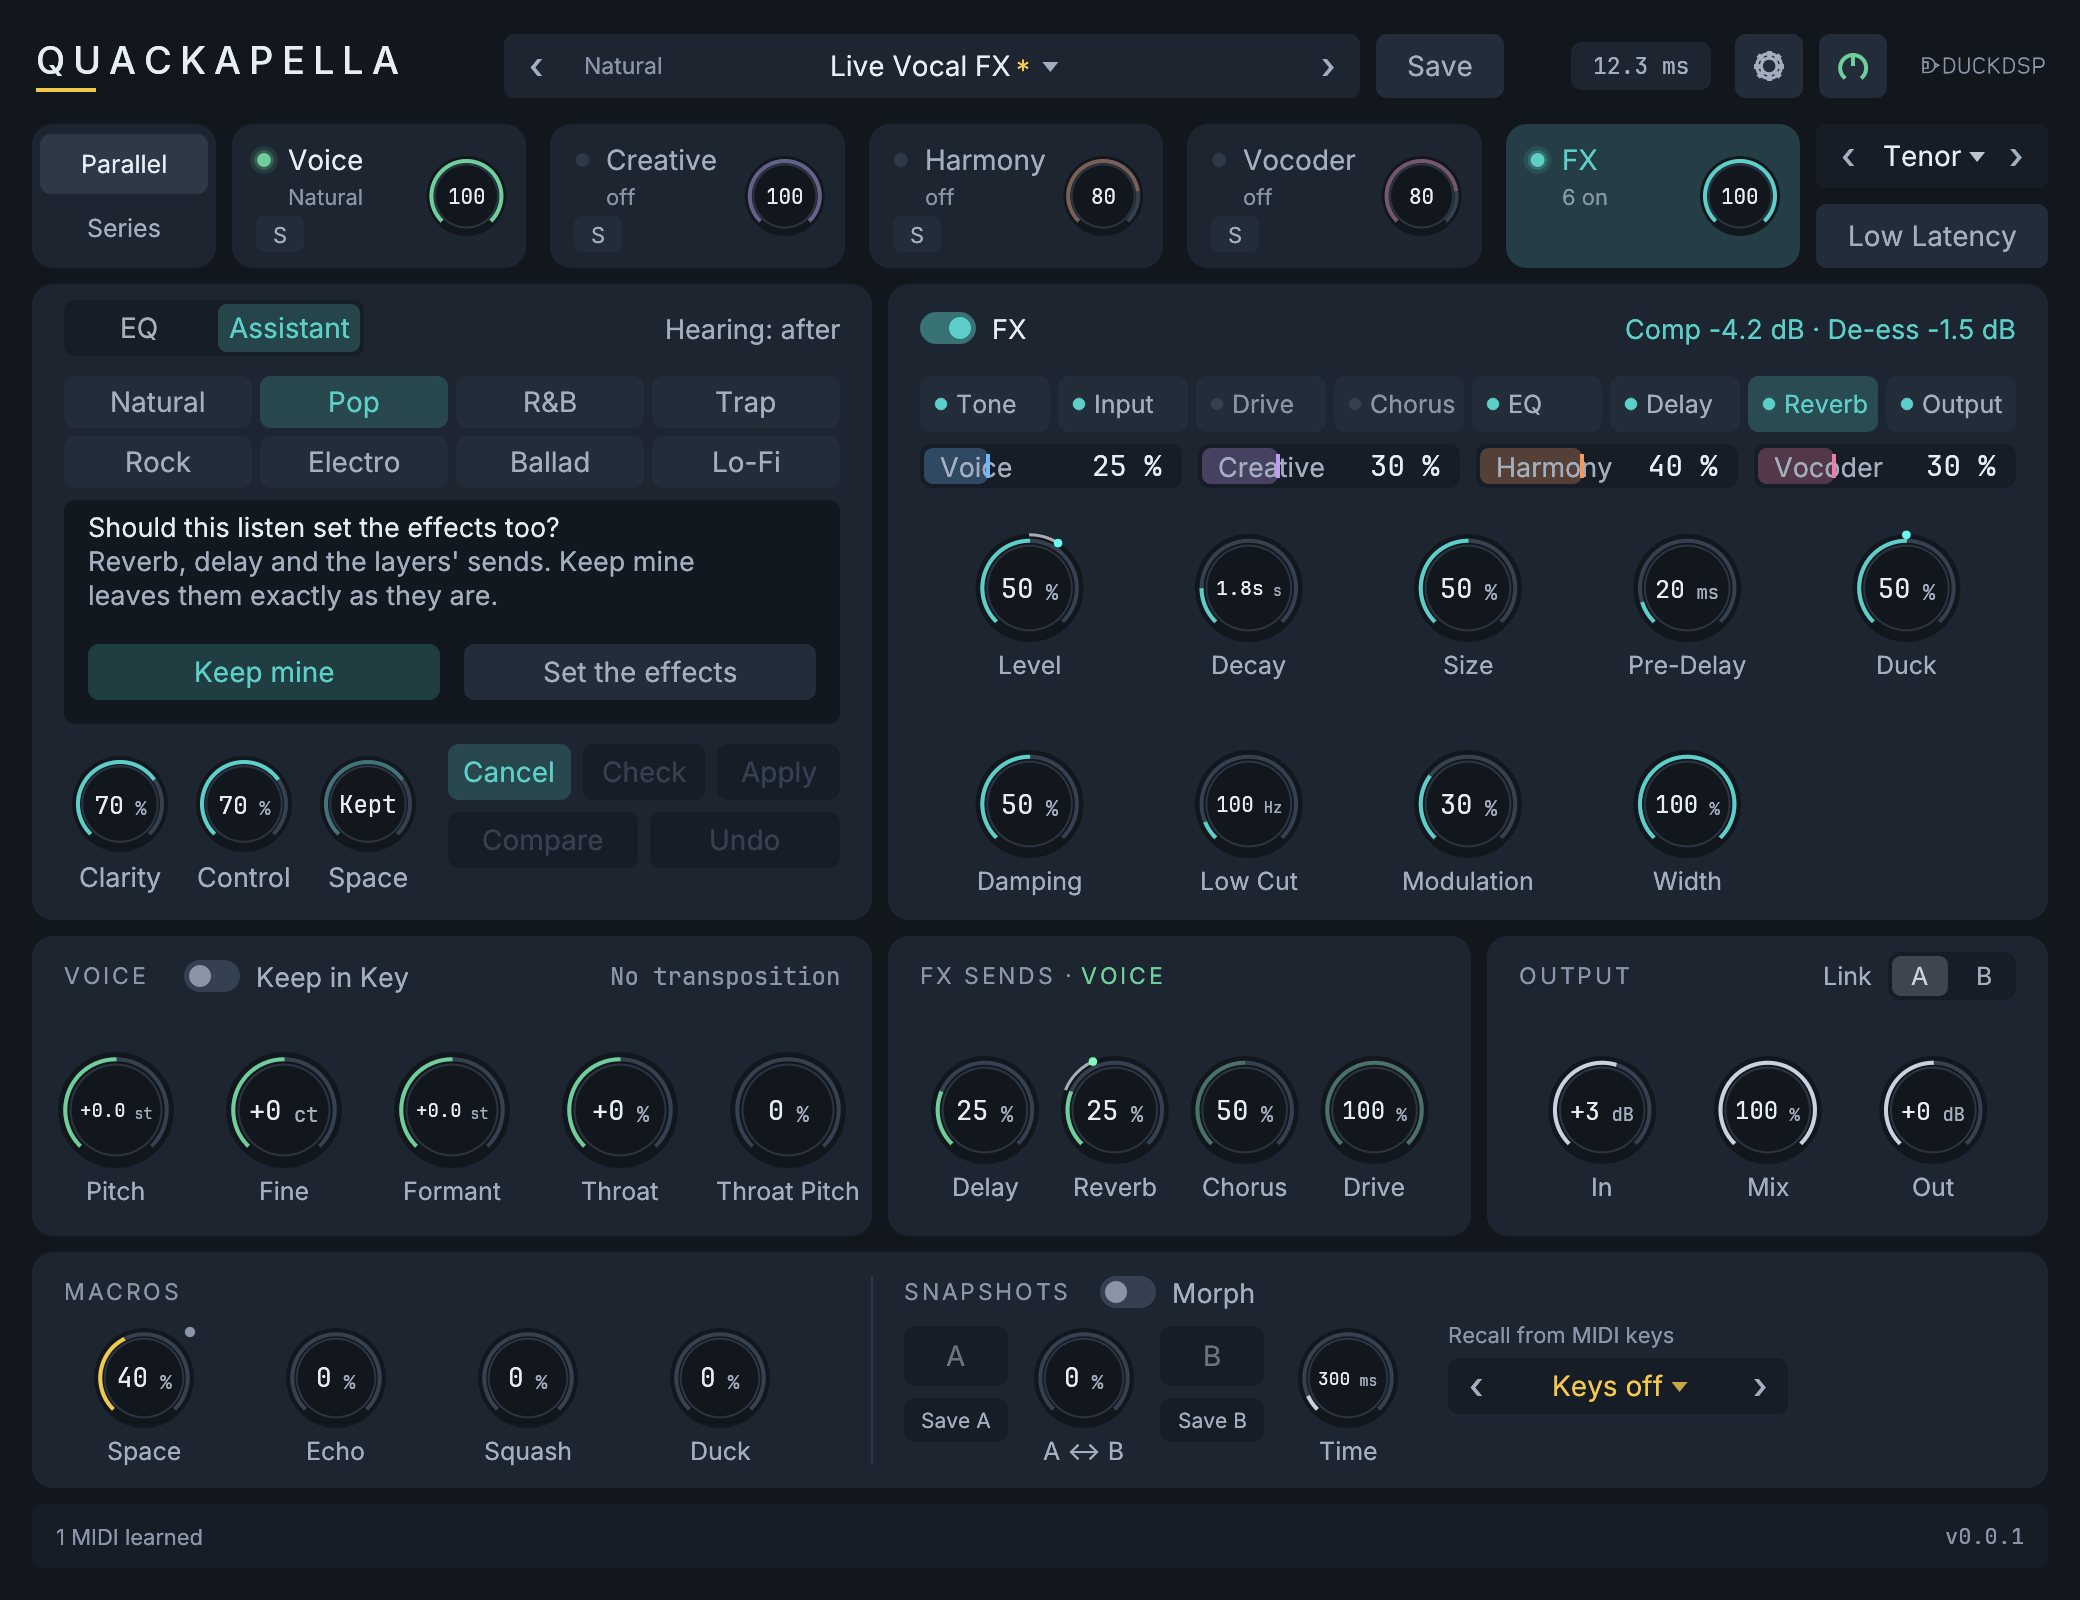 QUACKAPELLA
Natural
Live Vocal FX *
Save
12.3 ms
DUCKDSP
Parallel
Series
Voice
Natural
S
100
Creative
off
S
100
Harmony
off
S
80
Vocoder
off
S
80
FX
6 on
100
Tenor
Low Latency
EQ
Assistant
Hearing: after
Natural
Pop
R&B
Trap
Rock
Electro
Ballad
Lo-Fi
Should this listen set the effects too?
Reverb, delay and the layers' sends. Keep mine
leaves them exactly as they are.
Keep mine
Set the effects
70 %
Clarity
70 %
Control
Kept
Space
Cancel
Check
Apply
Compare
Undo
FX
Comp -4.2 dB · De-ess -1.5 dB
Tone
Input
Drive
Chorus
EQ
Delay
Reverb
Output
Voice 25 %
Creative 30 %
Harmony 40 %
Vocoder 30 %
50 %
Level
1.8s s
Decay
50 %
Size
20 ms
Pre-Delay
50 %
Duck
50 %
Damping
100 Hz
Low Cut
30 %
Modulation
100 %
Width
VOICE
Keep in Key
No transposition
+0.0 st
Pitch
+0 ct
Fine
+0.0 st
Formant
+0 %
Throat
0 %
Throat Pitch
FX SENDS · VOICE
25 %
Delay
25 %
Reverb
50 %
Chorus
100 %
Drive
OUTPUT
Link
A
B
+3 dB
In
100 %
Mix
+0 dB
Out
MACROS
40 %
Space
0 %
Echo
0 %
Squash
0 %
Duck
SNAPSHOTS
Morph
A
Save A
0 %
A ↔ B
B
Save B
300 ms
Time
Recall from MIDI keys
Keys off
1 MIDI learned
v0.0.1